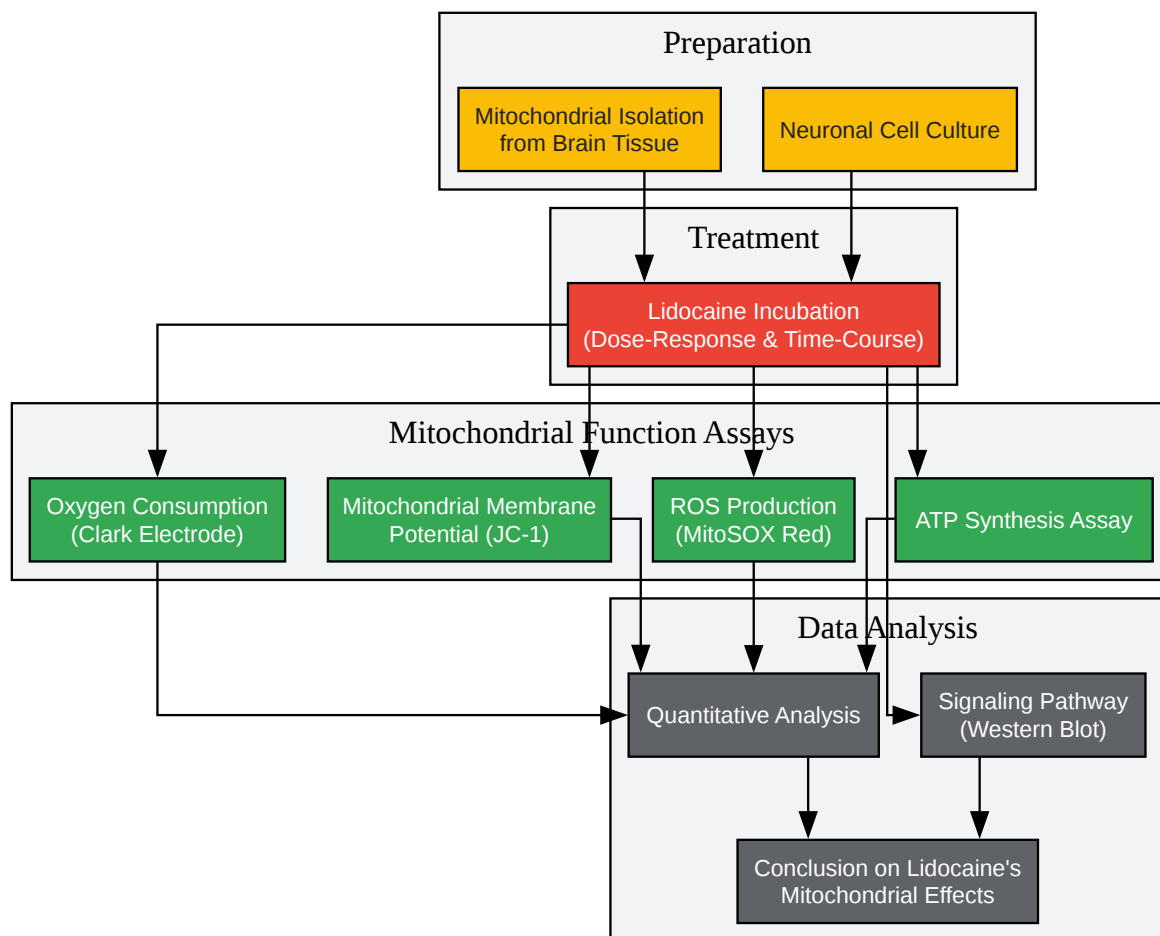 Preparation
Mitochondrial Isolation
from Brain Tissue
Neuronal Cell Culture
Treatment
Lidocaine Incubation
(Dose-Response & Time-Course)
Mitochondrial Function Assays
Oxygen Consumption
(Clark Electrode)
Mitochondrial Membrane
Potential (JC-1)
ROS Production
(MitoSOX Red)
ATP Synthesis Assay
Data Analysis
Quantitative Analysis
Signaling Pathway
(Western Blot)
Conclusion on Lidocaine's
Mitochondrial Effects